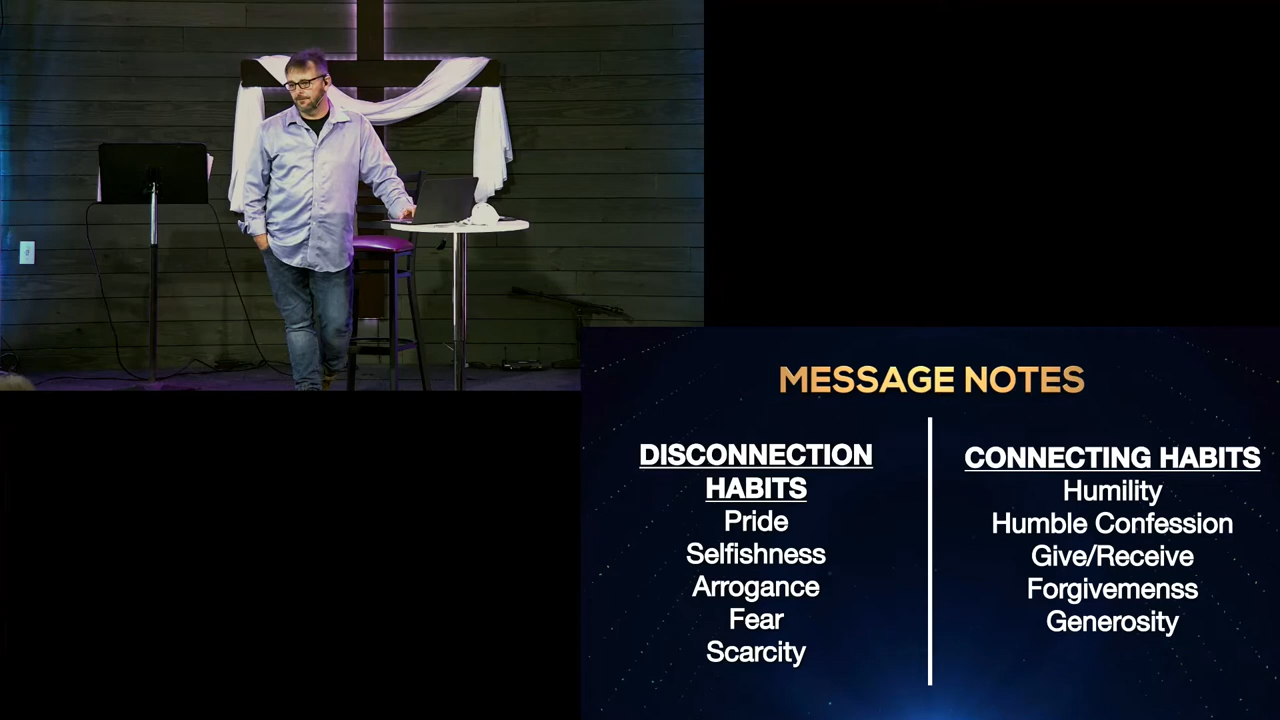 MESSAGE NOTES
DISCONNECTION
HABITS
Pride
Selfishness
Arrogance
Fear
Scarcity
CONNECTING HABITS
Humility
Humble Confession
Give/Receive
Forgivemenss
Generosity